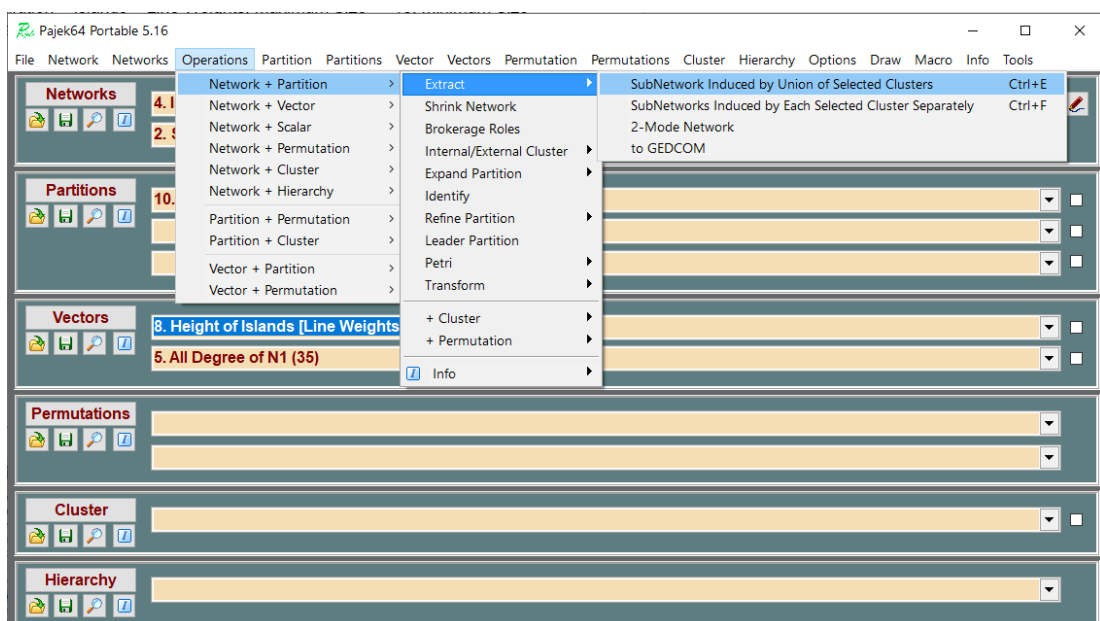 Pajek64 Portable 5.16
File Network Networks Operations Partition Partitions Vector Vectors Permutation Permutations Cluster Hierarchy Options Draw Macro Info Tools
Networks
4. I
2.
Network + Partition
Network + Vector
Network + Scalar
Network + Permutation
Network + Cluster
Network + Hierarchy
Partition + Permutation
Partition + Cluster
Vector + Partition
Vector + Permutation
Extract
Shrink Network
Brokerage Roles
Internal/External Cluster
Expand Partition
Identify
Refine Partition
Leader Partition
Petri
Transform
+ Cluster
+ Permutation
Info
SubNetwork Induced by Union of Selected Clusters Ctrl+E
SubNetworks Induced by Each Selected Cluster Separately Ctrl+F
2-Mode Network
to GEDCOM
Partitions
10.
Vectors
8. Height of Islands [Line Weights
5. All Degree of N1 (35)
Permutations
Cluster
Hierarchy